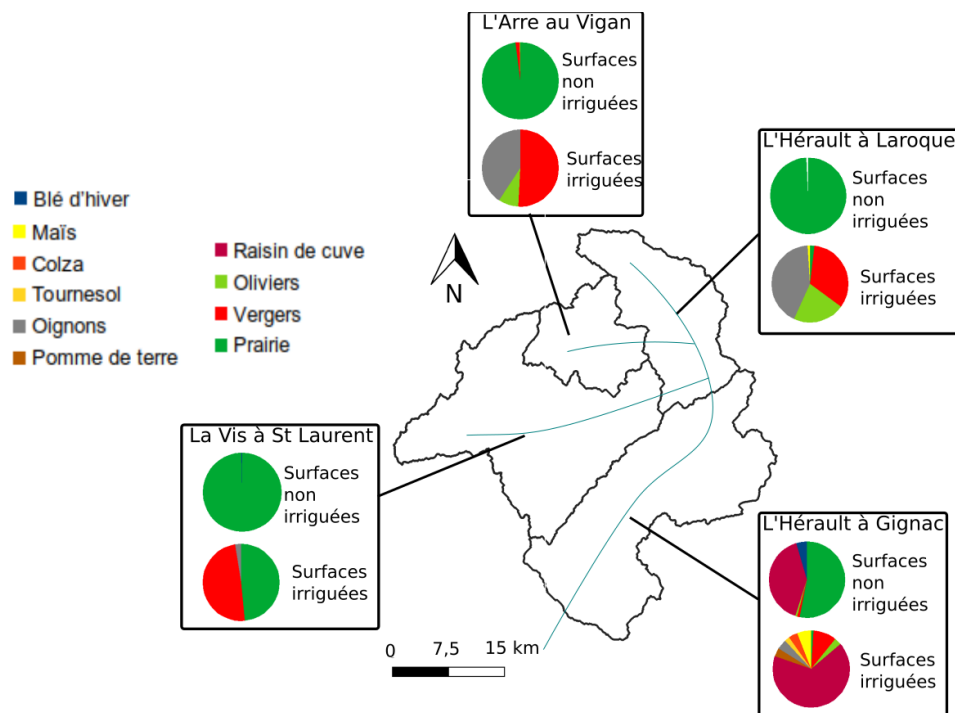 L'Arre au Vigan
Surfaces
non
irriguées
Surfaces
irriguées
L'Hérault à Laroque
Surfaces
non
irriguées
Surfaces
irriguées
Blé d'hiver
Maïs
Colza
Tournesol
Oignons
Pomme de terre
Raisin de cuve
Oliviers
Vergers
Prairie
N
La Vis à St Laurent
Surfaces
non
irriguées
Surfaces
irriguées
L'Hérault à Gignac
Surfaces
non
irriguées
Surfaces
irriguées
0 7,5 15 km